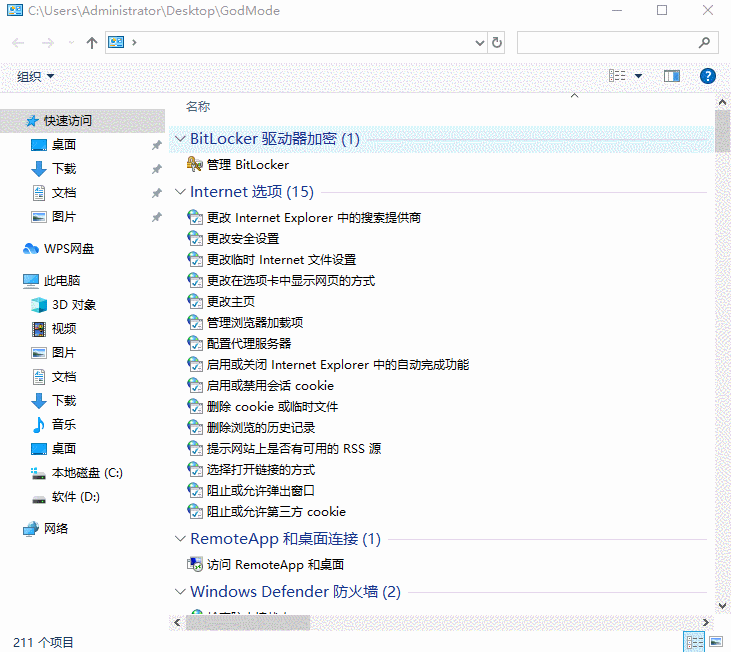 C:\Users\Administrator\Desktop\GodMode
组织
快速访问
桌面
下载
文档
图片
WPS网盘
此电脑
3D 对象
视频
图片
文档
下载
音乐
桌面
本地磁盘 (C:)
软件 (D:)
网络
名称
BitLocker 驱动器加密 (1)
管理 BitLocker
Internet 选项 (15)
更改 Internet Explorer 中的搜索提供商
更改安全设置
更改临时 Internet 文件设置
更改在选项卡中显示网页的方式
更改主页
管理浏览器加载项
配置代理服务器
启用或关闭 Internet Explorer 中的自动完成功能
启用或禁用会话 cookie
删除 cookie 或临时文件
删除浏览的历史记录
提示网站上是否有可用的 RSS 源
选择打开链接的方式
阻止或允许弹出窗口
阻止或允许第三方 cookie
RemoteApp 和桌面连接 (1)
访问 RemoteApp 和桌面
Windows Defender 防火墙 (2)
211 个项目